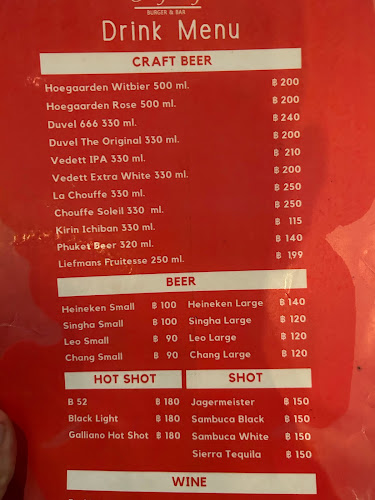 BURGER & BAR
Drink Menu
CRAFT BEER
Hoegaarden Witbier 500 ml. ฿ 200
Hoegaarden Rose 500 ml. ฿ 200
Duvel 666 330 ml. ฿ 240
Duvel The Original 330 ml. ฿ 200
Vedett IPA 330 ml. ฿ 210
Vedett Extra White 330 ml. ฿ 200
La Chouffe 330 ml. ฿ 250
Chouffe Soleil 330 ml. ฿ 250
Kirin Ichiban 330 ml. ฿ 115
Phuket Beer 320 ml. ฿ 140
Liefmans Fruitesse 250 ml. ฿ 199
BEER
Heineken Small ฿ 100 Heineken Large ฿ 140
Singha Small ฿ 100 Singha Large ฿ 120
Leo Small ฿ 90 Leo Large ฿ 120
Chang Small ฿ 90 Chang Large ฿ 120
HOT SHOT
B 52 ฿ 180
Black Light ฿ 180
Galliano Hot Shot ฿ 180
SHOT
Jagermeister ฿ 150
Sambuca Black ฿ 150
Sambuca White ฿ 150
Sierra Tequila ฿ 150
WINE